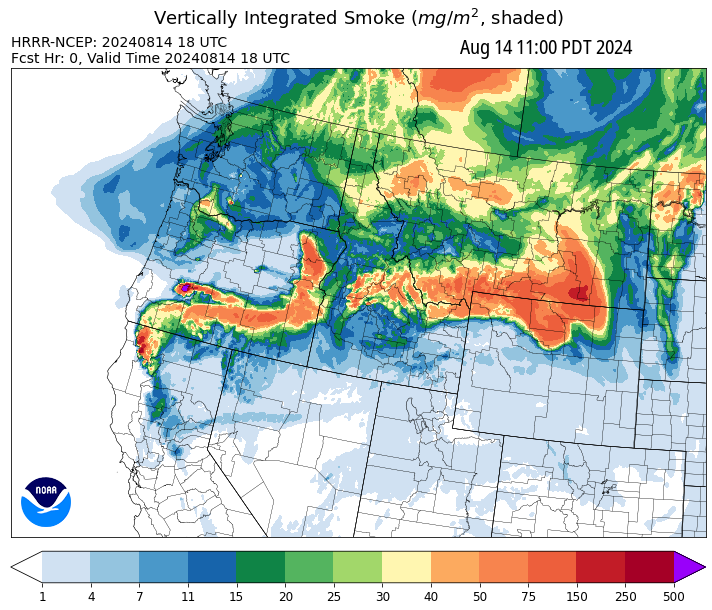 Vertically Integrated Smoke (mg/m², shaded)
HRRR-NCEP: 20240814 18 UTC
Aug 14 11:00 PDT 2024
Fcst Hr: 0, Valid Time 20240814 18 UTC
NOAA
1 4 7 11 15 20 25 30 40 50 75 150 250 500